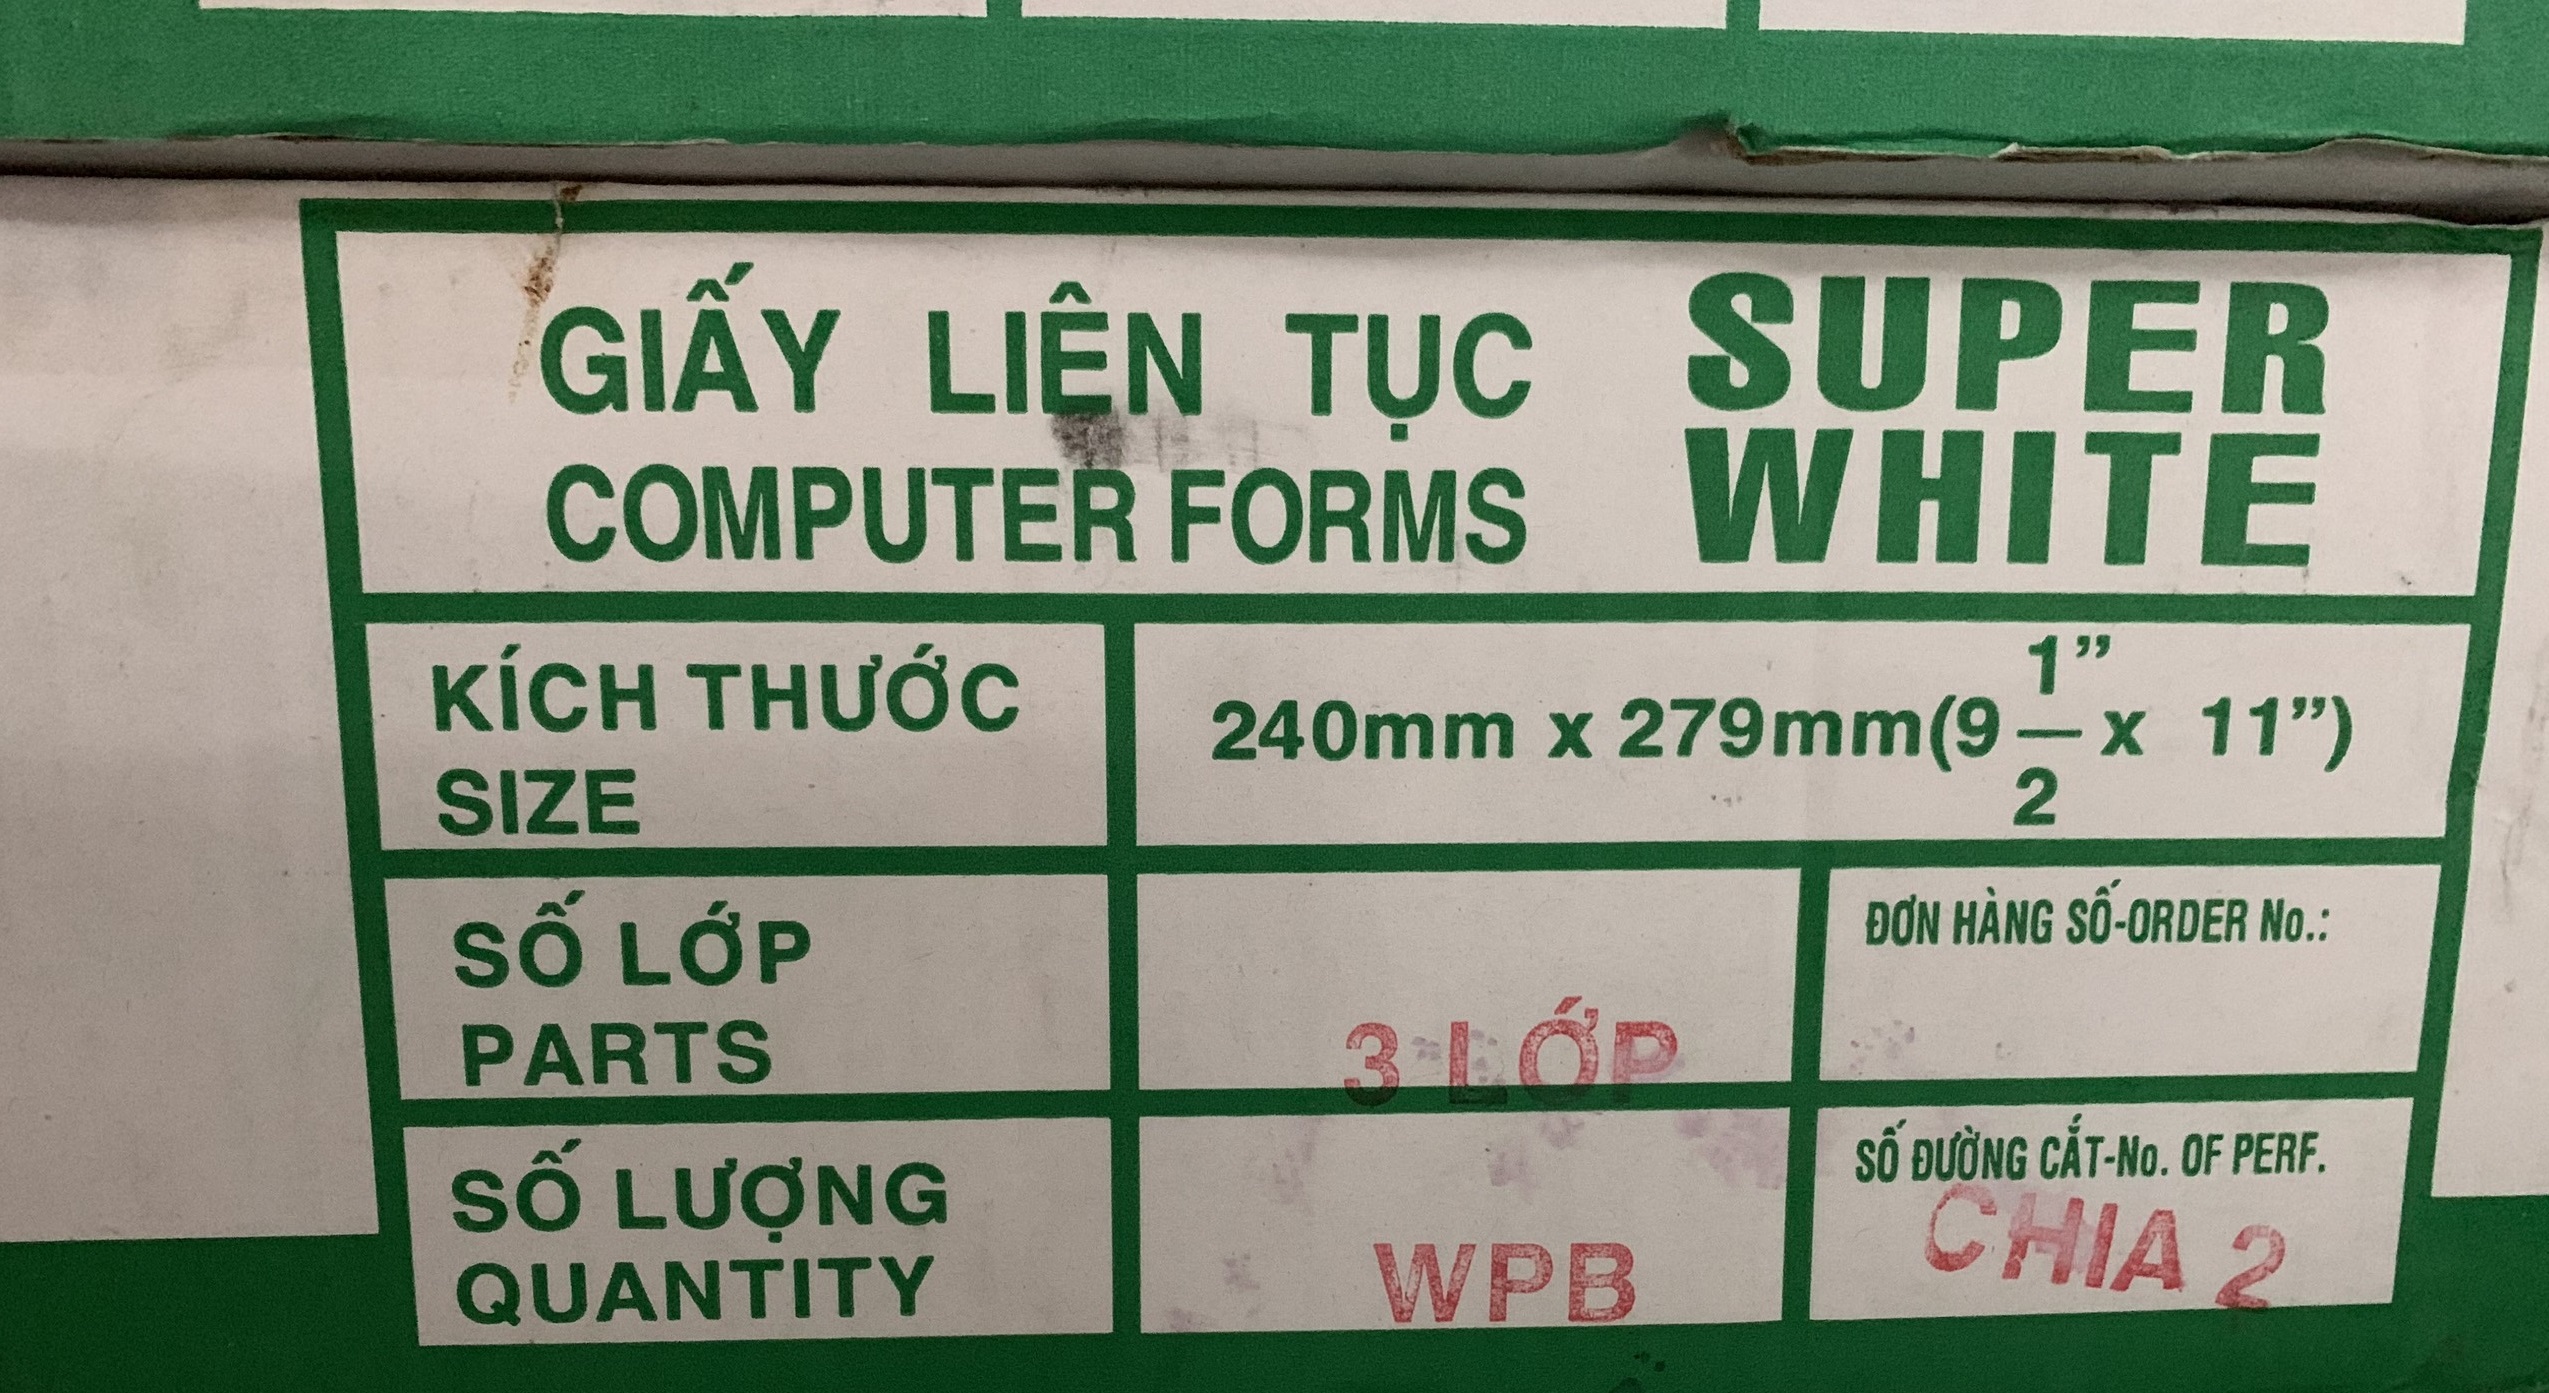 GIẤY LIÊN TỤC
COMPUTER FORMS
SUPER
WHITE
KÍCH THƯỚC
SIZE
240mm x 279mm(9 1/2” x 11”)
SỐ LỚP
PARTS
3 LỚP
ĐƠN HÀNG SỐ-ORDER No.:
SỐ LƯỢNG
QUANTITY
WPB
SỐ ĐƯỜNG CẮT-No. OF PERF.
CHIA 2